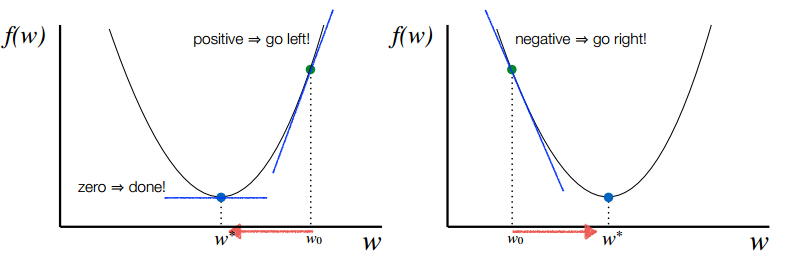 f(w)
positive ⇒ go left!
zero ⇒ done!
w*
w₀
w
f(w)
negative ⇒ go right!
w₀
w*
w